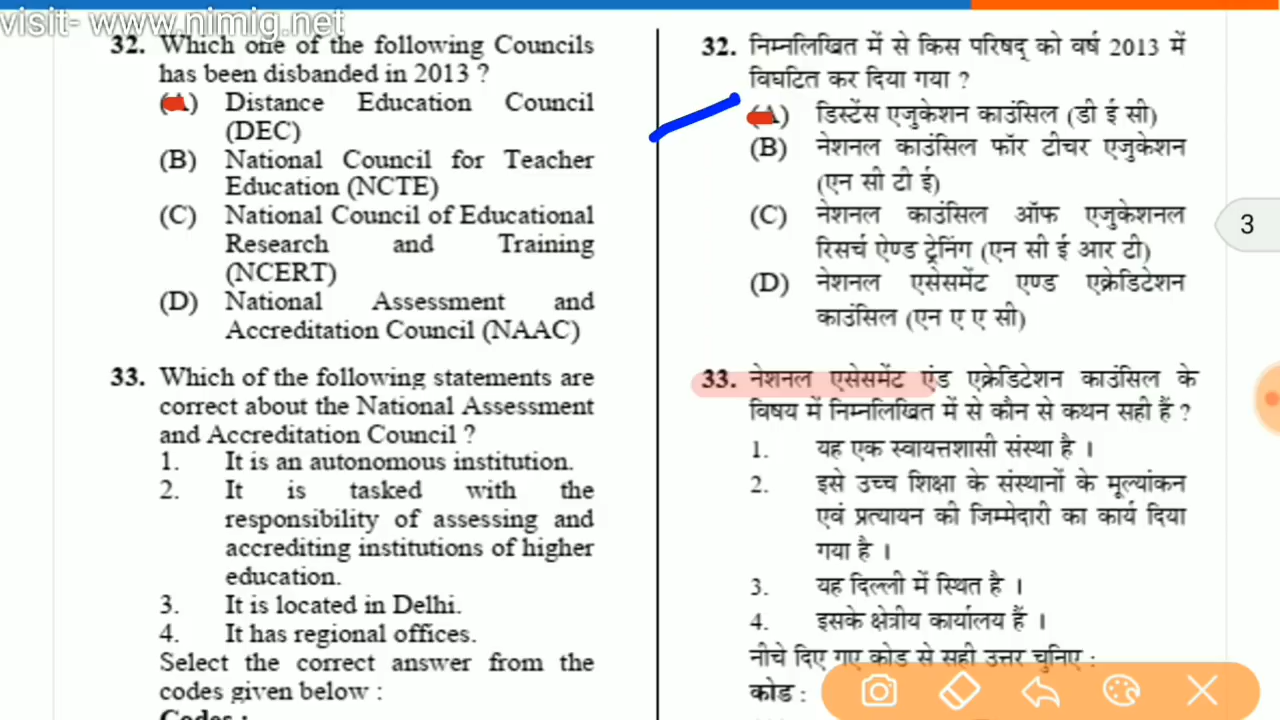 visit- www.nimig.net
32. Which one of the following Councils
has been disbanded in 2013 ?
(A) Distance Education Council
(DEC)
(B) National Council for Teacher
Education (NCTE)
(C) National Council of Educational
Research and Training
(NCERT)
(D) National Assessment and
Accreditation Council (NAAC)
33. Which of the following statements are
correct about the National Assessment
and Accreditation Council ?
1. It is an autonomous institution.
2. It is tasked with the
responsibility of assessing and
accrediting institutions of higher
education.
3. It is located in Delhi.
4. It has regional offices.
Select the correct answer from the
codes given below :
Codes :
32. निम्नलिखित में से किस परिषद् को वर्ष 2013 में
विघटित कर दिया गया ?
(A) डिस्टेंस एजुकेशन काउंसिल (डी ई सी)
(B) नेशनल काउंसिल फॉर टीचर एजुकेशन
(एन सी टी ई)
(C) नेशनल काउंसिल ऑफ एजुकेशनल
रिसर्च ऐण्ड ट्रेनिंग (एन सी ई आर टी)
(D) नेशनल एसेसमेंट एण्ड एक्रेडिटेशन
काउंसिल (एन ए ए सी)
33. नेशनल एसेसमेंट एंड एक्रेडिटेशन काउंसिल के
विषय में निम्नलिखित में से कौन से कथन सही हैं ?
1. यह एक स्वायत्तशासी संस्था है ।
2. इसे उच्च शिक्षा के संस्थानों के मूल्यांकन
एवं प्रत्यायन की जिम्मेदारी का कार्य दिया
गया है ।
3. यह दिल्ली में स्थित है ।
4. इसके क्षेत्रीय कार्यालय हैं ।
नीचे दिए गए कोड से सही उत्तर चुनिए :
कोड :
3